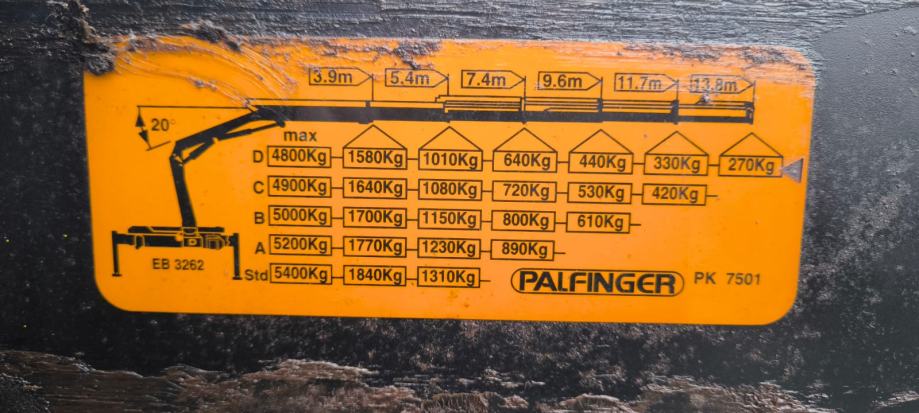 3.9m 5.4m 7.4m 9.6m 11.7m 13.8m
20°
max
D 4800Kg 1580Kg 1010Kg 640Kg 440Kg 330Kg 270Kg
C 4900Kg 1640Kg 1080Kg 720Kg 530Kg 420Kg
B 5000Kg 1700Kg 1150Kg 800Kg 610Kg
A 5200Kg 1770Kg 1230Kg 890Kg
EB 3262
Std 5400Kg 1840Kg 1310Kg
PALFINGER PK 7501